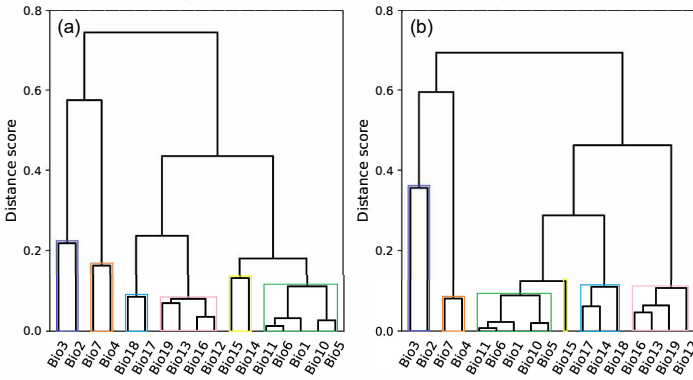 (a)
Distance score
0.8
0.6
0.4
0.2
0.0
Bio3 Bio2 Bio7 Bio4 Bio18 Bio17 Bio19 Bio13 Bio16 Bio12 Bio15 Bio14 Bio11 Bio6 Bio1 Bio10 Bio5
(b)
Distance score
0.8
0.6
0.4
0.2
0.0
Bio3 Bio2 Bio7 Bio4 Bio11 Bio6 Bio1 Bio10 Bio5 Bio15 Bio17 Bio14 Bio18 Bio16 Bio13 Bio19 Bio12